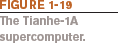 FIGURE 1-19
The Tianhe-1A
supercomputer.